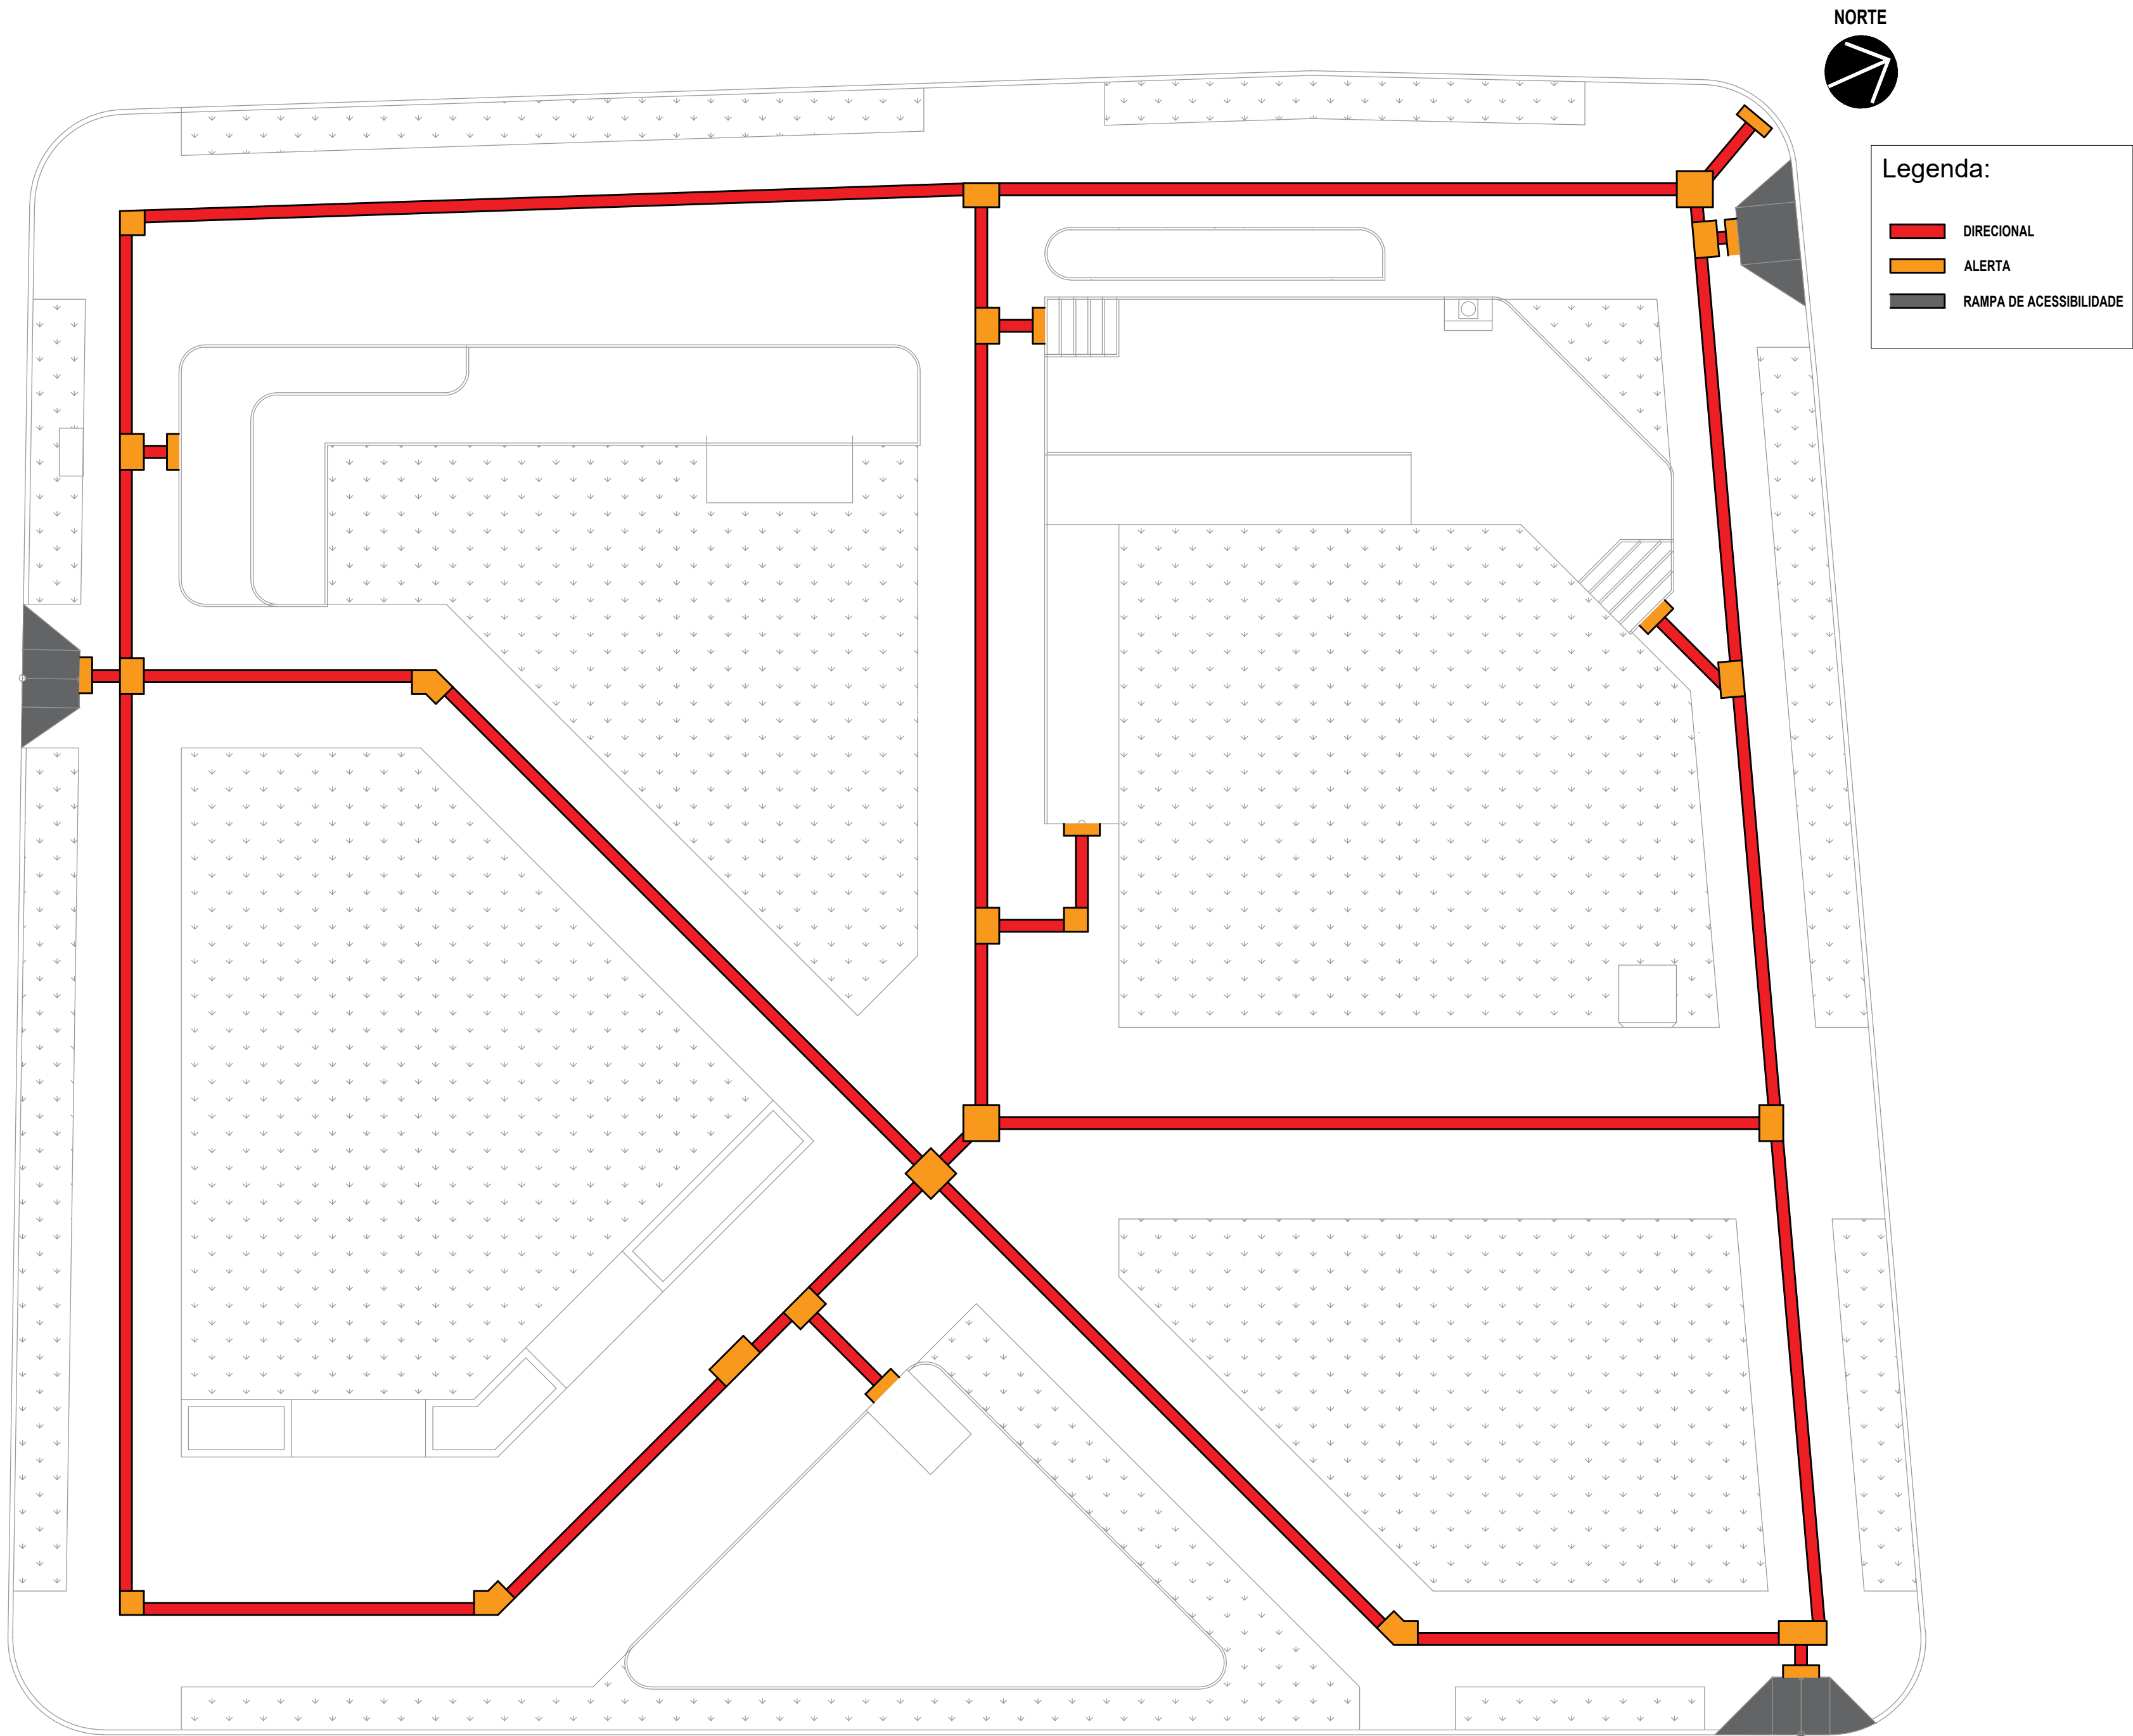 NORTE
Legenda:
DIRECIONAL
ALERTA
RAMPA DE ACESSIBILIDADE